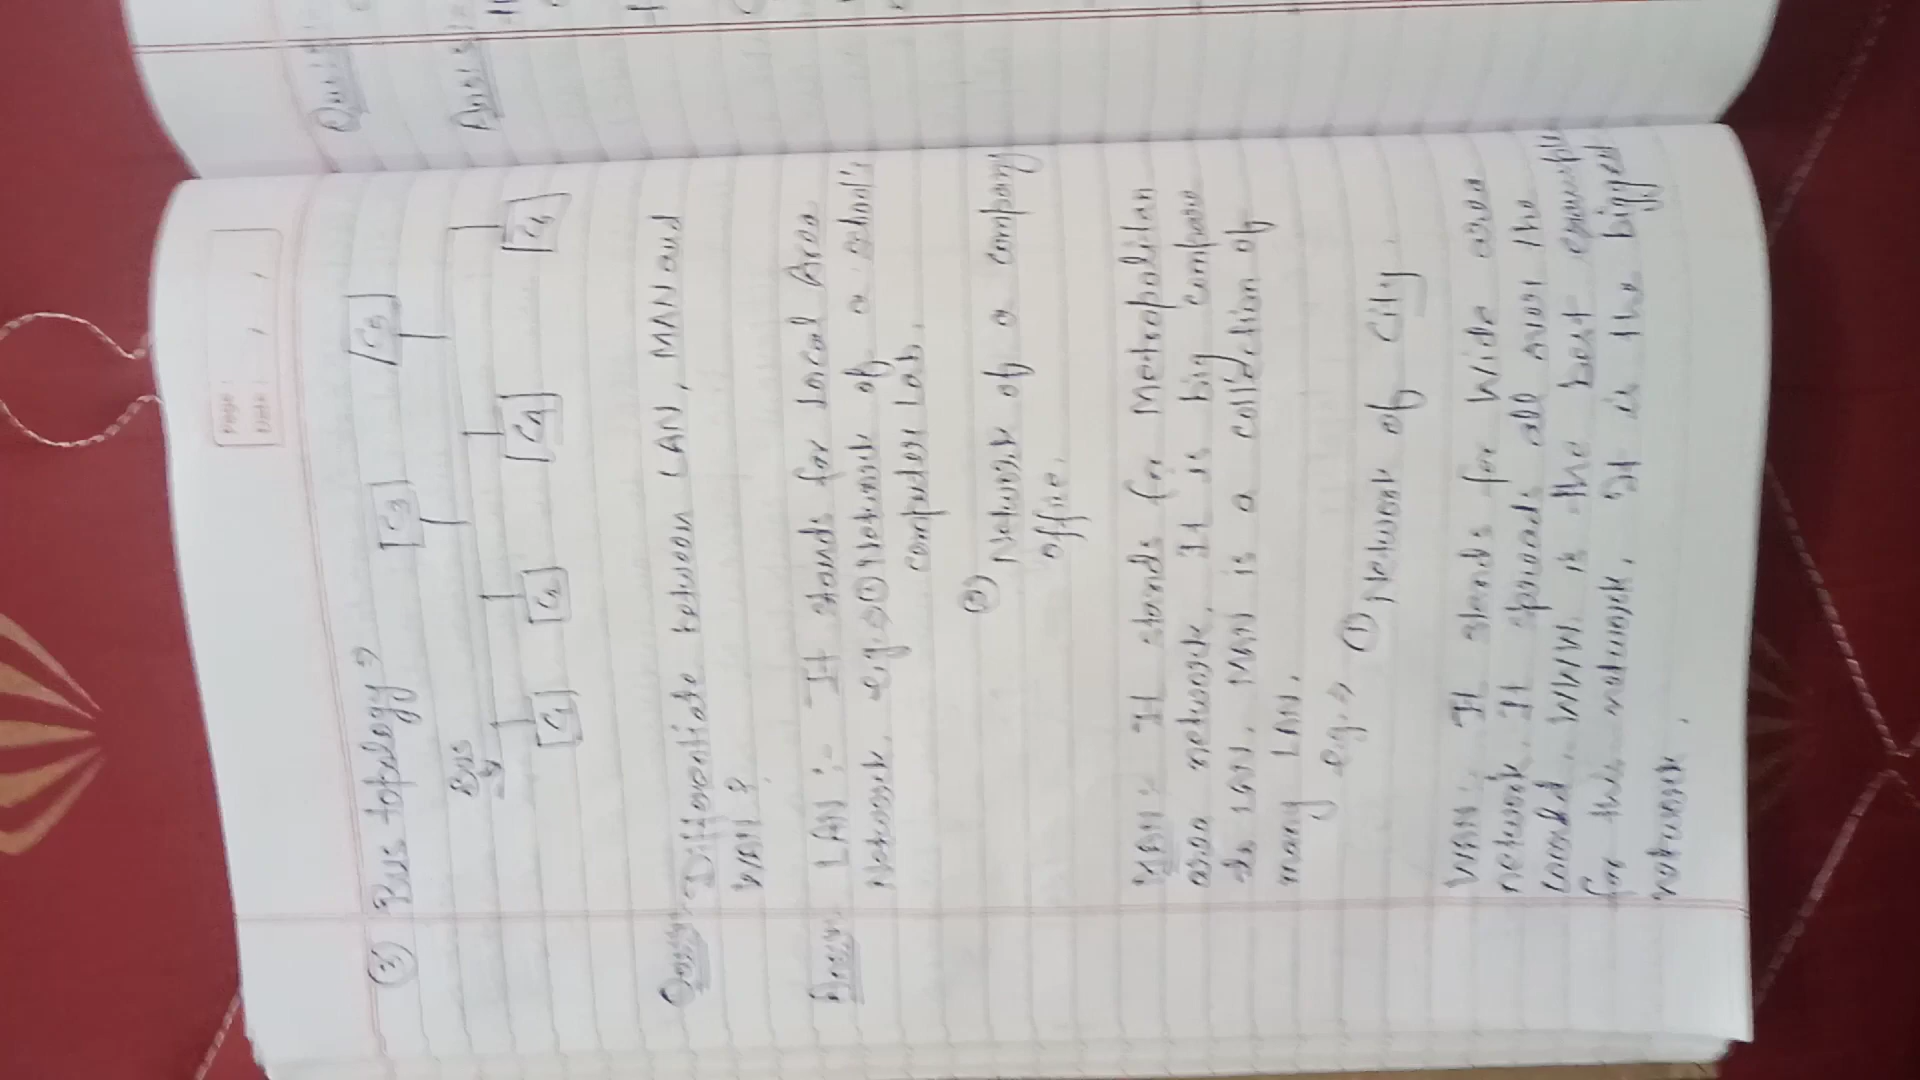 Page :
Date : / /
③ Bus topology?
[C3] [C5]
Bus
[C1] [C2] [C4] [C6]
Ques:- Differentiate between LAN, MAN and
WAN?
Answ. LAN :- It stands for Local Area
Network. e.g.→① Network of a school's
computer Lab.
② Network of a company
office.
MAN :- It stands for Metropolitan
area network. It is big compare
to LAN. MAN is a collection of
many LAN.
e.g.→ ① Network of City.
WAN:- It stands for Wide area
network. It spreads all over the
world. WWW is the best example
for this network. It is the bigged
network.
Ques
Ans